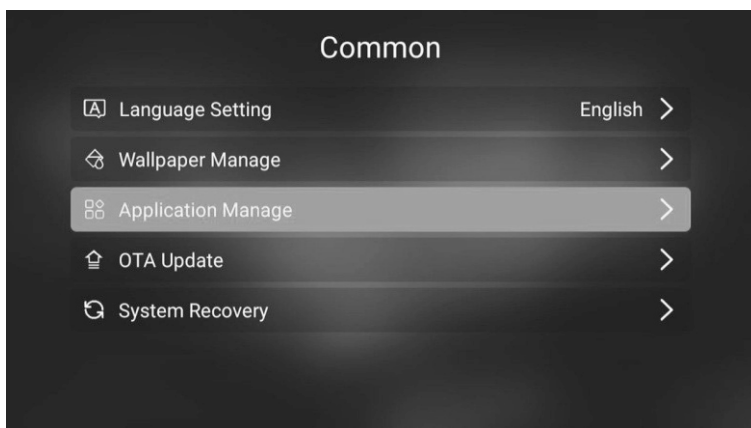 Common
Language Setting English
Wallpaper Manage
Application Manage
OTA Update
System Recovery